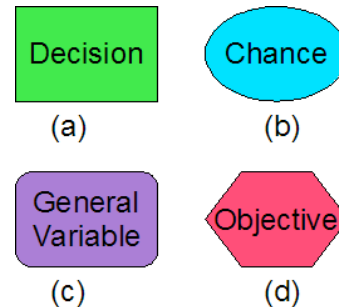 Decision
Chance
(a)
(b)
General
Variable
Objective
(c)
(d)